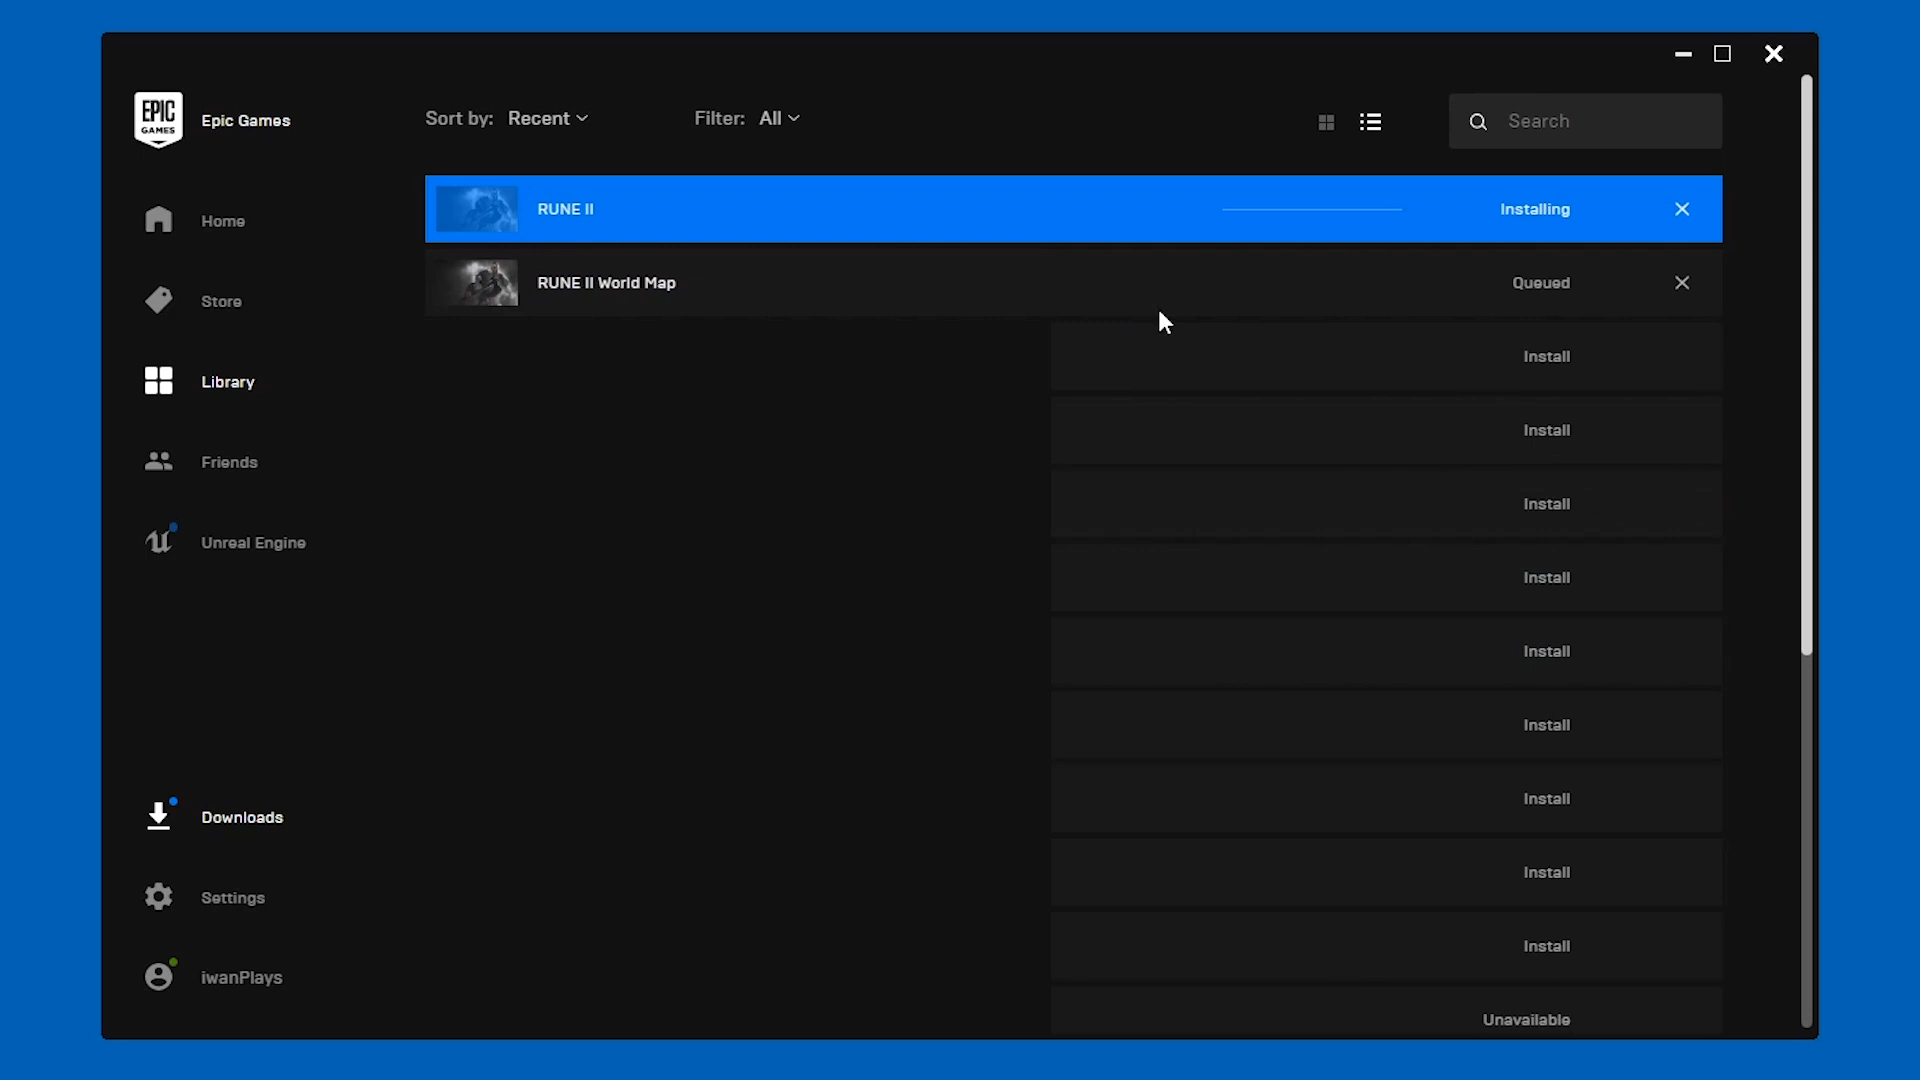 EPIC GAMES
Epic Games
Sort by: Recent
Filter: All
Search
Home
Store
Library
Friends
Unreal Engine
Downloads
Settings
iwanPlays
RUNE II Installing
RUNE II World Map Queued
Install
Install
Install
Install
Install
Install
Install
Install
Install
Unavailable